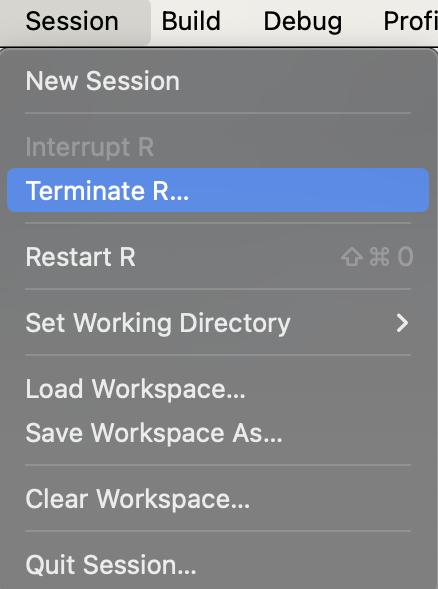 Session Build Debug Profi
New Session
Interrupt R
Terminate R...
Restart R ⇧⌘0
Set Working Directory
Load Workspace...
Save Workspace As...
Clear Workspace...
Quit Session...